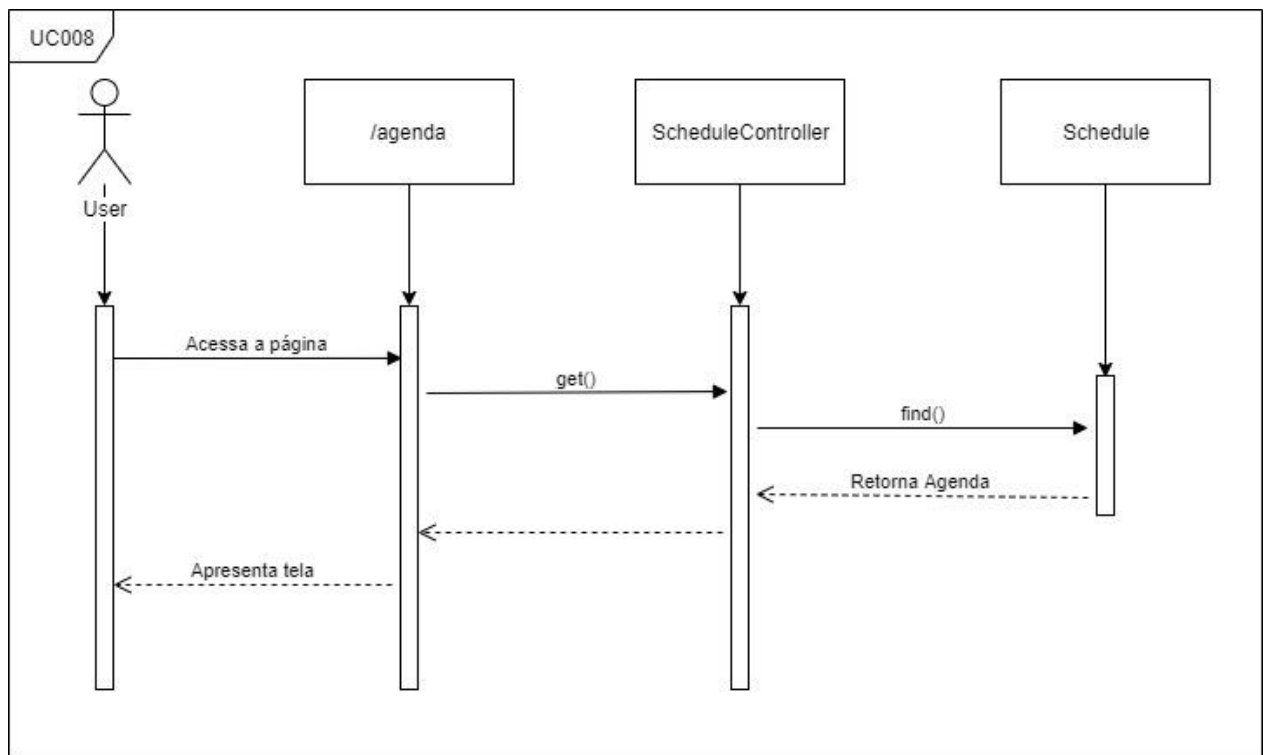 UC008
/agenda
ScheduleController
Schedule
User
Acessa a página
get()
find()
Retorna Agenda
Apresenta tela